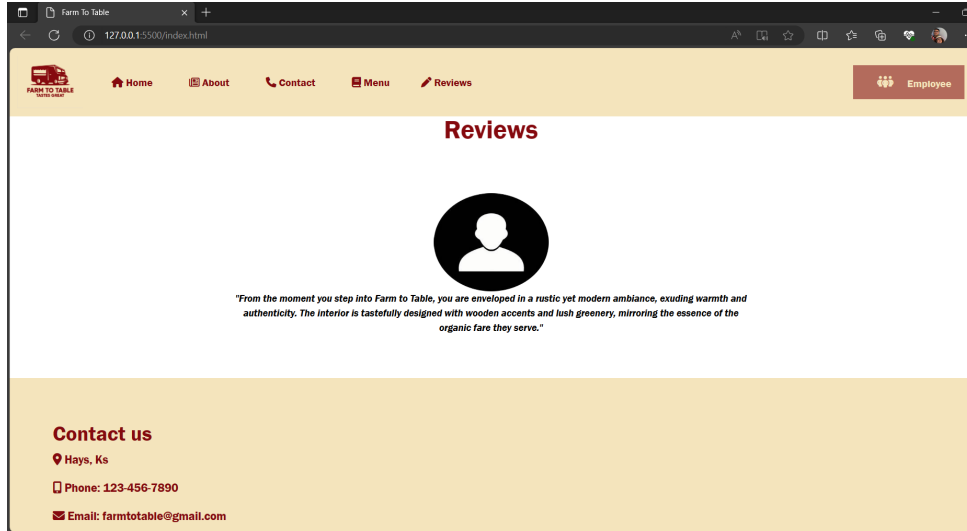 Farm To Table
127.0.0.1:5500/index.html
FARM TO TABLE
TASTES GREAT
Home
About
Contact
Menu
Reviews
Employee
Reviews
"From the moment you step into Farm to Table, you are enveloped in a rustic yet modern ambiance, exuding warmth and
authenticity. The interior is tastefully designed with wooden accents and lush greenery, mirroring the essence of the
organic fare they serve."
Contact us
Hays, Ks
Phone: 123-456-7890
Email: farmtotable@gmail.com